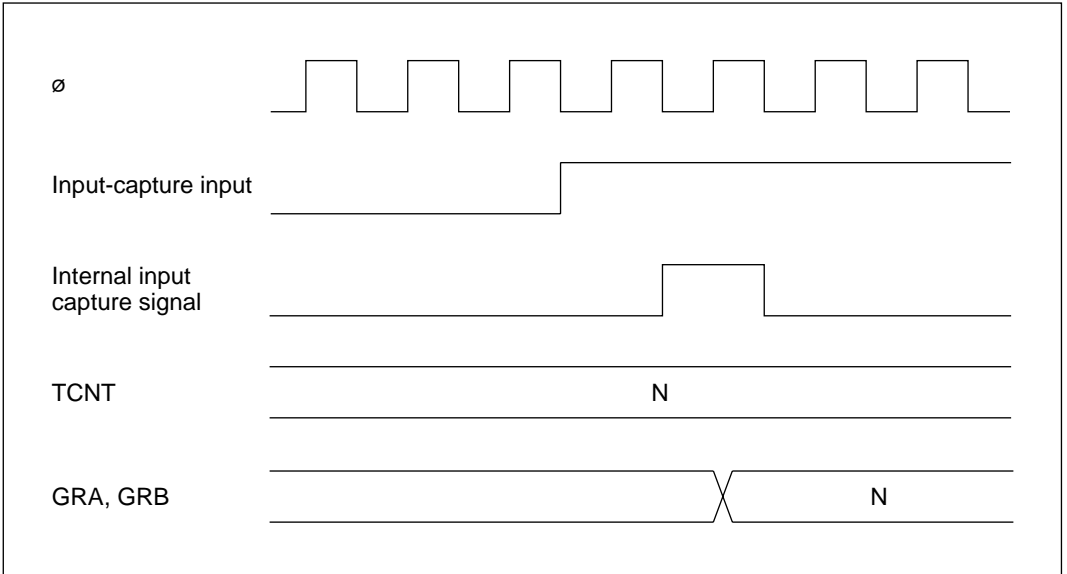 ø
Input-capture input
Internal input
capture signal
TCNT
N
GRA, GRB
N